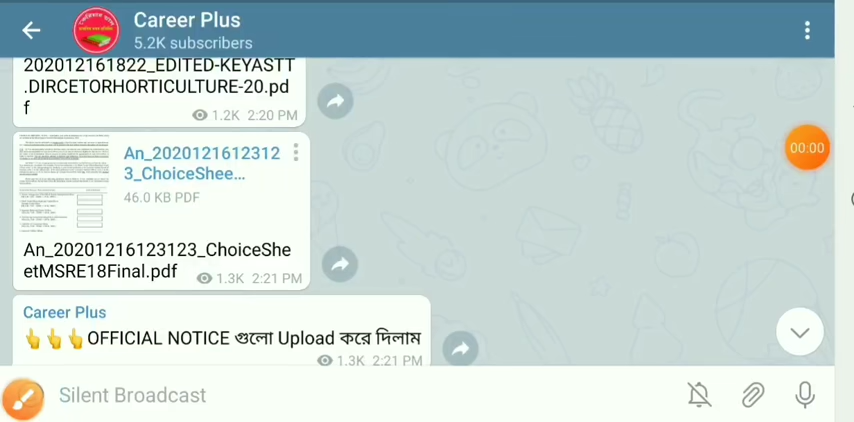 Career Plus
5.2K subscribers
202012161822_EDITED-KEYASTT
.DIRCETORHORTICULTURE-20.pd
f
1.2K 2:20 PM
An_2020121612312
3_ChoiceShee...
46.0 KB PDF
An_20201216123123_ChoiceShe
etMSRE18Final.pdf
1.3K 2:21 PM
00:00
Career Plus
👆👆👆OFFICIAL NOTICE গুলো Upload করে দিলাম
1.3K 2:21 PM
Silent Broadcast